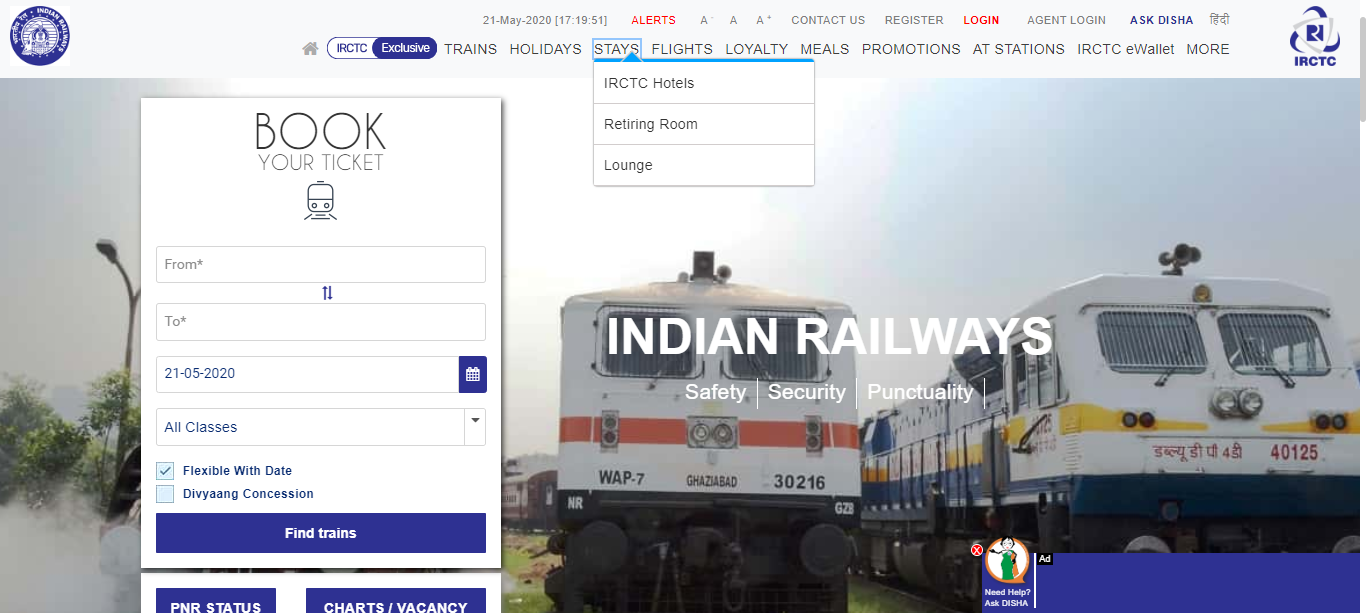 21-May-2020 [17:19:51] ALERTS A- A A+ CONTACT US REGISTER LOGIN AGENT LOGIN ASK DISHA हिंदी
IRCTC Exclusive TRAINS HOLIDAYS STAYS FLIGHTS LOYALTY MEALS PROMOTIONS AT STATIONS IRCTC eWallet MORE
IRCTC
IRCTC Hotels
Retiring Room
Lounge
BOOK
YOUR TICKET
From*
To*
21-05-2020
All Classes
Flexible With Date
Divyaang Concession
Find trains
PNR STATUS CHARTS / VACANCY
INDIAN RAILWAYS
Safety Security Punctuality
WAP-7 GHAZIABAD 30216
NR GZB
डब्ल्यू डी पी 4डी 40125
Ad
Need Help?
Ask DISHA